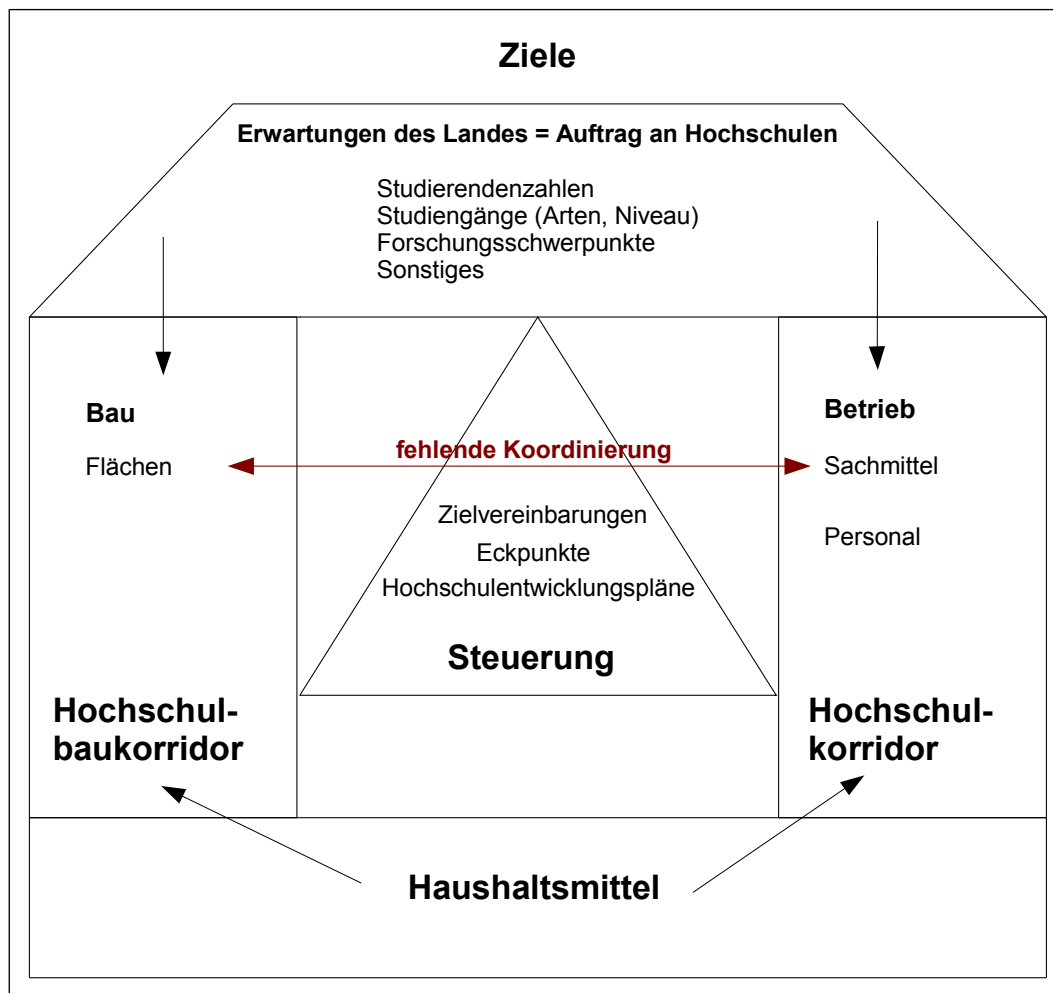 Ziele
Erwartungen des Landes = Auftrag an Hochschulen
Studierendenzahlen
Studiengänge (Arten, Niveau)
Forschungsschwerpunkte
Sonstiges
Bau
Flächen
fehlende Koordinierung
Betrieb
Sachmittel
Personal
Zielvereinbarungen
Eckpunkte
Hochschulentwicklungspläne
Steuerung
Hochschul-
baukorridor
Hochschul-
korridor
Haushaltsmittel